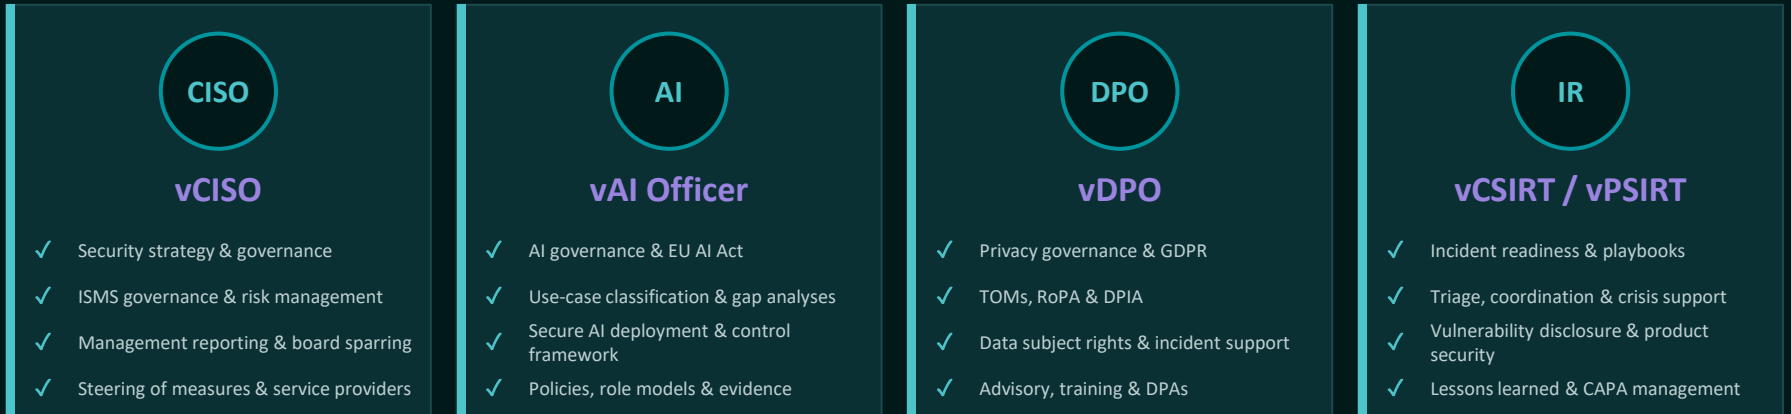 CISO
vCISO
Security strategy & governance
ISMS governance & risk management
Management reporting & board sparring
Steering of measures & service providers
AI
vAI Officer
AI governance & EU AI Act
Use-case classification & gap analyses
Secure AI deployment & control
framework
Policies, role models & evidence
DPO
vDPO
Privacy governance & GDPR
TOMs, RoPA & DPIA
Data subject rights & incident support
Advisory, training & DPAs
IR
vCSIRT / vPSIRT
Incident readiness & playbooks
Triage, coordination & crisis support
Vulnerability disclosure & product
security
Lessons learned & CAPA management